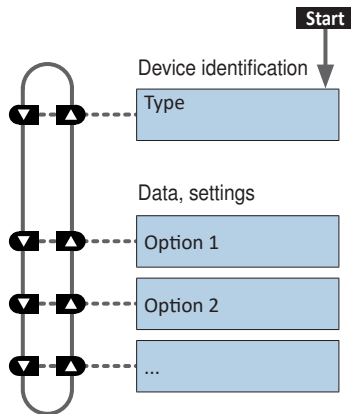 Start
Device identification
Type
Data, settings
Option 1
Option 2
...